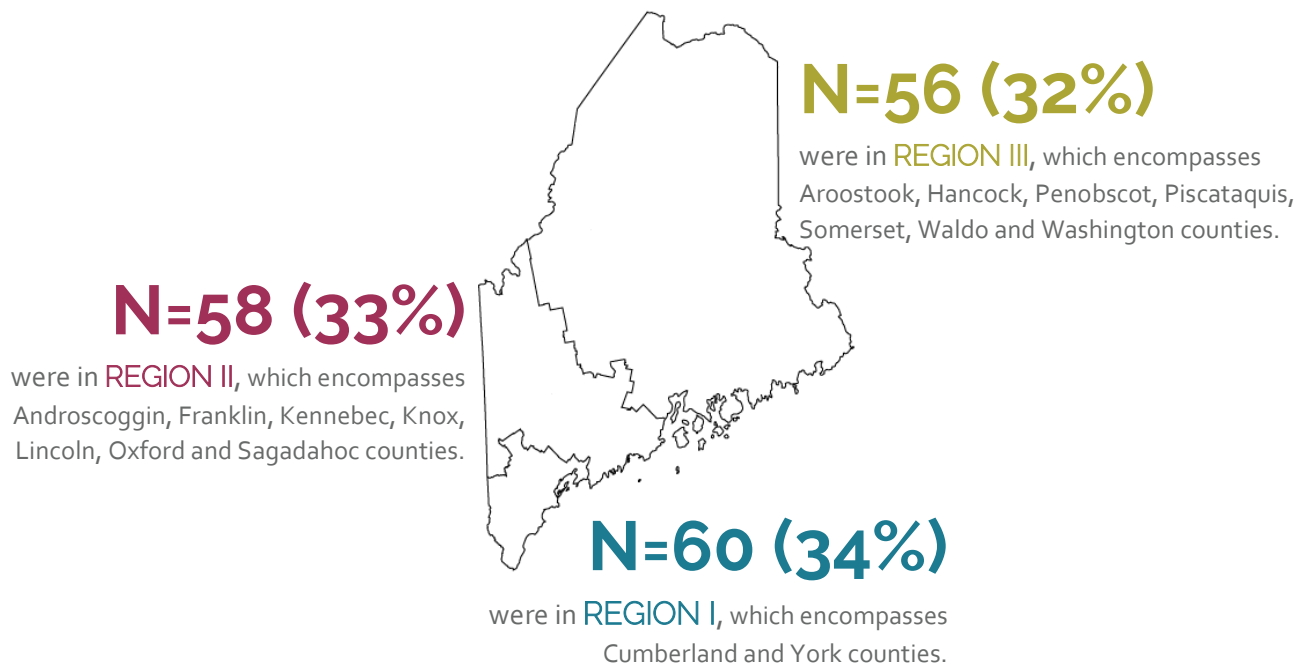 N=56 (32%)
were in REGION III, which encompasses
Aroostook, Hancock, Penobscot, Piscataquis,
Somerset, Waldo and Washington counties.
N=58 (33%)
were in REGION II, which encompasses
Androscoggin, Franklin, Kennebec, Knox,
Lincoln, Oxford and Sagadahoc counties.
N=60 (34%)
were in REGION I, which encompasses
Cumberland and York counties.